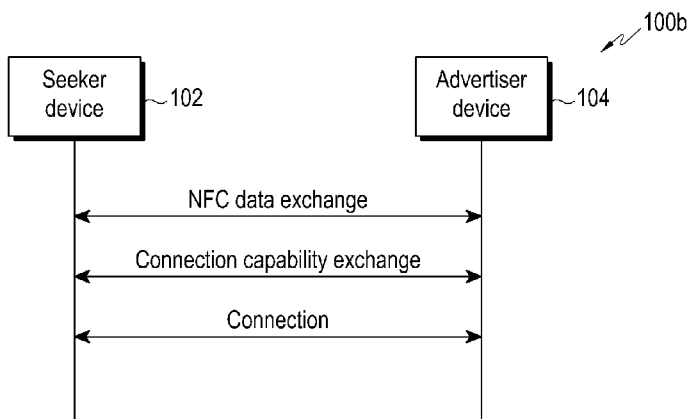 100b
Seeker
device
102
Advertiser
device
104
NFC data exchange
Connection capability exchange
Connection